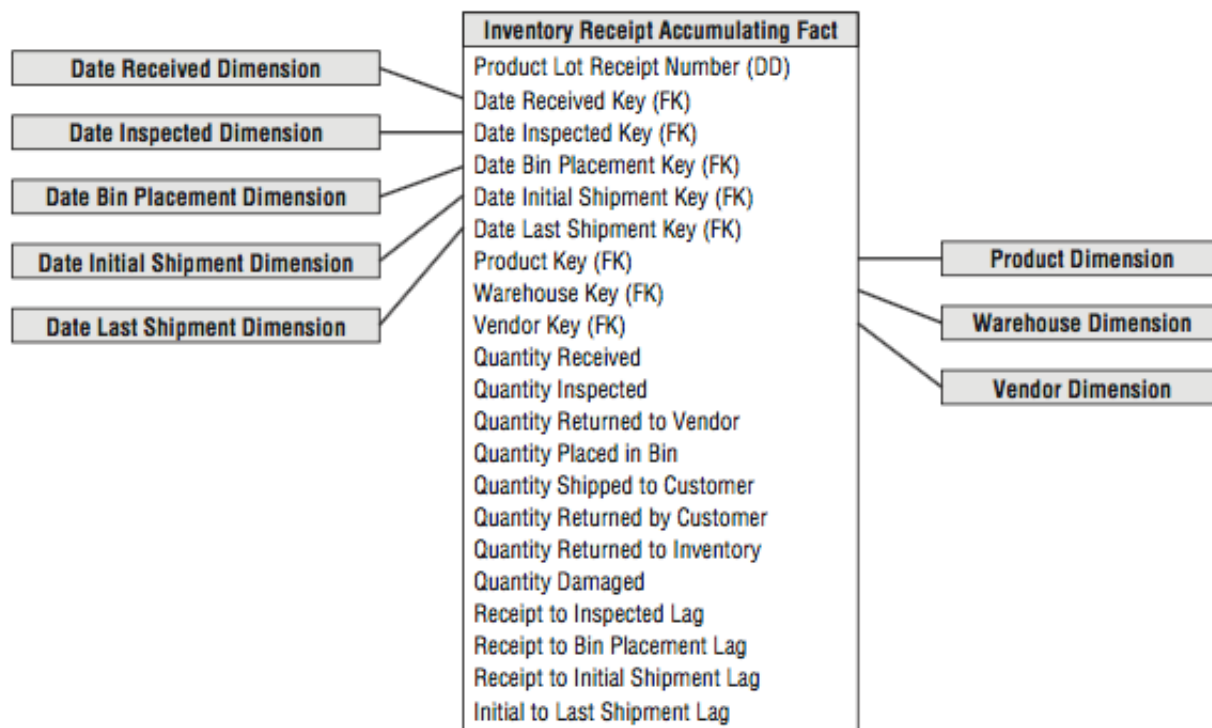 Date Received Dimension
Date Inspected Dimension
Date Bin Placement Dimension
Date Initial Shipment Dimension
Date Last Shipment Dimension
Inventory Receipt Accumulating Fact
Product Lot Receipt Number (DD)
Date Received Key (FK)
Date Inspected Key (FK)
Date Bin Placement Key (FK)
Date Initial Shipment Key (FK)
Date Last Shipment Key (FK)
Product Key (FK)
Warehouse Key (FK)
Vendor Key (FK)
Quantity Received
Quantity Inspected
Quantity Returned to Vendor
Quantity Placed in Bin
Quantity Shipped to Customer
Quantity Returned by Customer
Quantity Returned to Inventory
Quantity Damaged
Receipt to Inspected Lag
Receipt to Bin Placement Lag
Receipt to Initial Shipment Lag
Initial to Last Shipment Lag
Product Dimension
Warehouse Dimension
Vendor Dimension